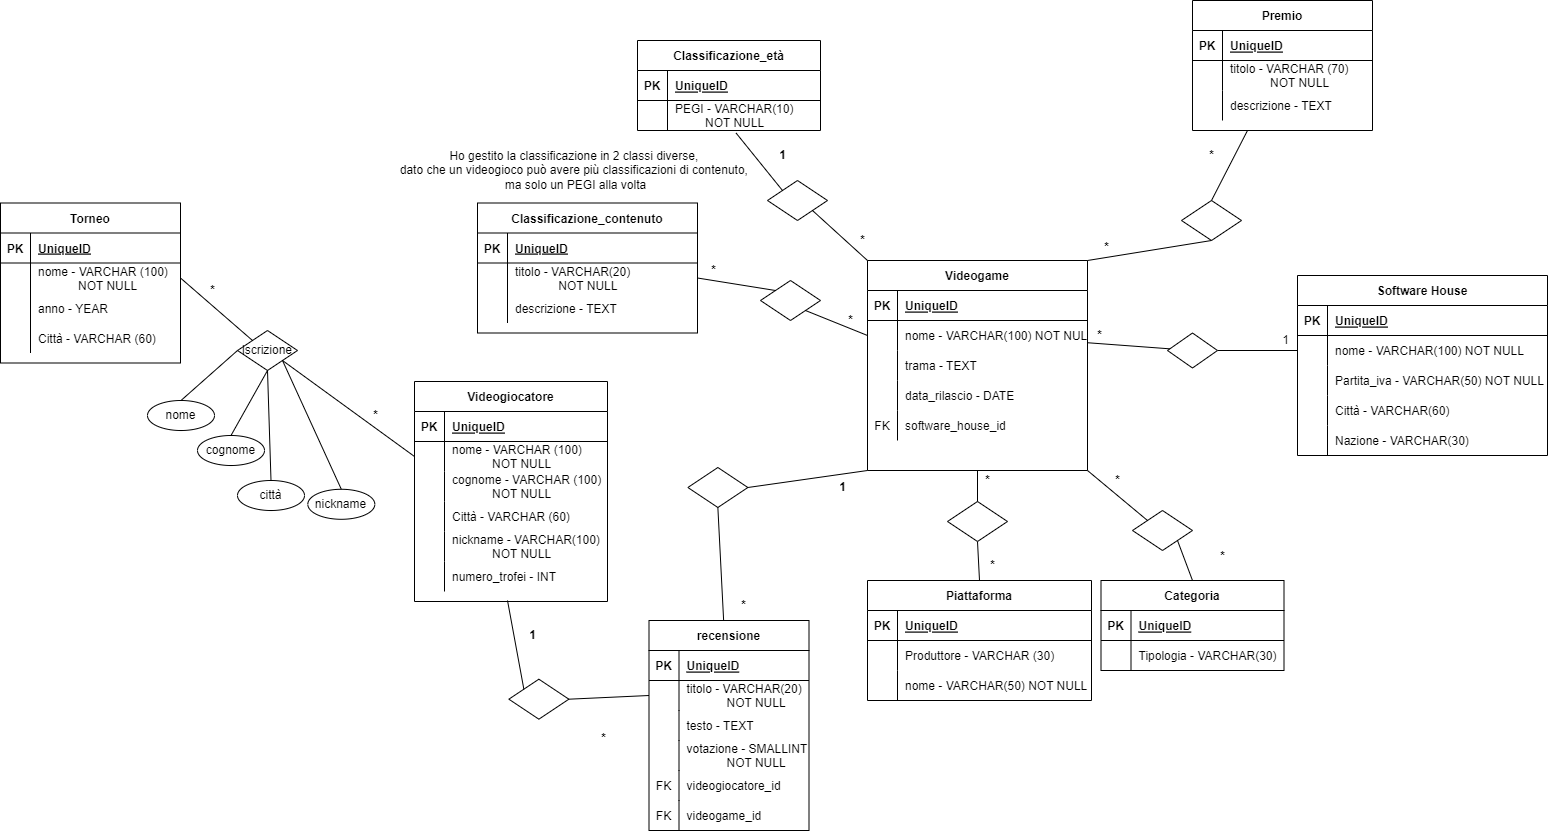 Premio
PK UniqueID
titolo - VARCHAR (70)
NOT NULL
descrizione - TEXT
*
*
Classificazione_età
PK UniqueID
PEGI - VARCHAR(10)
NOT NULL
1
*
Ho gestito la classificazione in 2 classi diverse,
dato che un videogioco può avere più classificazioni di contenuto,
ma solo un PEGI alla volta
Classificazione_contenuto
PK UniqueID
titolo - VARCHAR(20)
NOT NULL
descrizione - TEXT
*
*
Torneo
PK UniqueID
nome - VARCHAR (100)
NOT NULL
anno - YEAR
Città - VARCHAR (60)
*
Iscrizione
nome
cognome
città
nickname
*
Videogame
PK UniqueID
nome - VARCHAR(100) NOT NUL
trama - TEXT
data_rilascio - DATE
FK software_house_id
*
1
Software House
PK UniqueID
nome - VARCHAR(100) NOT NULL
Partita_iva - VARCHAR(50) NOT NULL
Città - VARCHAR(60)
Nazione - VARCHAR(30)
Videogiocatore
PK UniqueID
nome - VARCHAR (100)
NOT NULL
cognome - VARCHAR (100)
NOT NULL
Città - VARCHAR (60)
nickname - VARCHAR(100)
NOT NULL
numero_trofei - INT
1
*
1
*
recensione
PK UniqueID
titolo - VARCHAR(20)
NOT NULL
testo - TEXT
votazione - SMALLINT
NOT NULL
FK videogiocatore_id
FK videogame_id
*
*
Piattaforma
PK UniqueID
Produttore - VARCHAR (30)
nome - VARCHAR(50) NOT NULL
*
*
Categoria
PK UniqueID
Tipologia - VARCHAR(30)